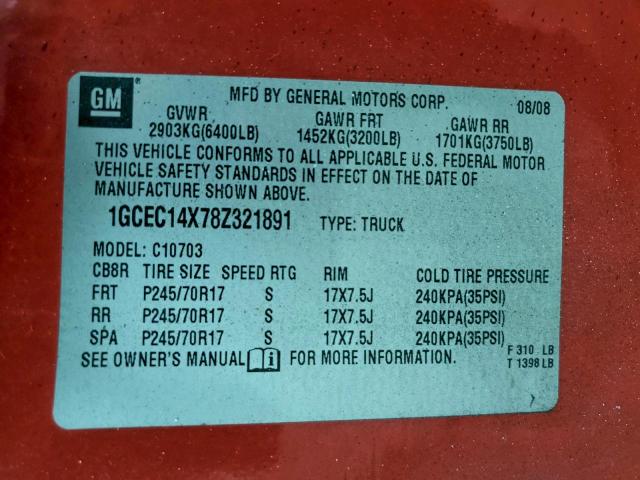 GM ® MFD BY GENERAL MOTORS CORP. 08/08
GVWR GAWR FRT GAWR RR
2903KG(6400LB) 1452KG(3200LB) 1701KG(3750LB)
THIS VEHICLE CONFORMS TO ALL APPLICABLE U.S. FEDERAL MOTOR
VEHICLE SAFETY STANDARDS IN EFFECT ON THE DATE OF
MANUFACTURE SHOWN ABOVE.
1GCEC14X78Z321891 TYPE: TRUCK
MODEL: C10703
CB8R TIRE SIZE SPEED RTG RIM COLD TIRE PRESSURE
FRT P245/70R17 S 17X7.5J 240KPA(35PSI)
RR P245/70R17 S 17X7.5J 240KPA(35PSI)
SPA P245/70R17 S 17X7.5J 240KPA(35PSI)
SEE OWNER'S MANUAL i FOR MORE INFORMATION.
F 310 LB
T 1398 LB